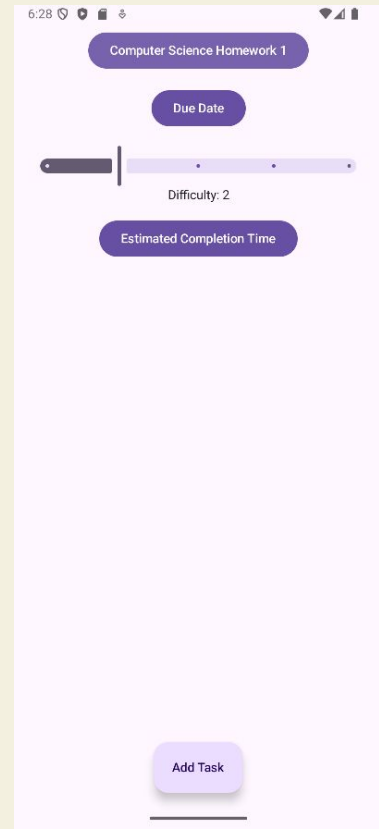 6:28
Computer Science Homework 1
Due Date
Difficulty: 2
Estimated Completion Time
Add Task